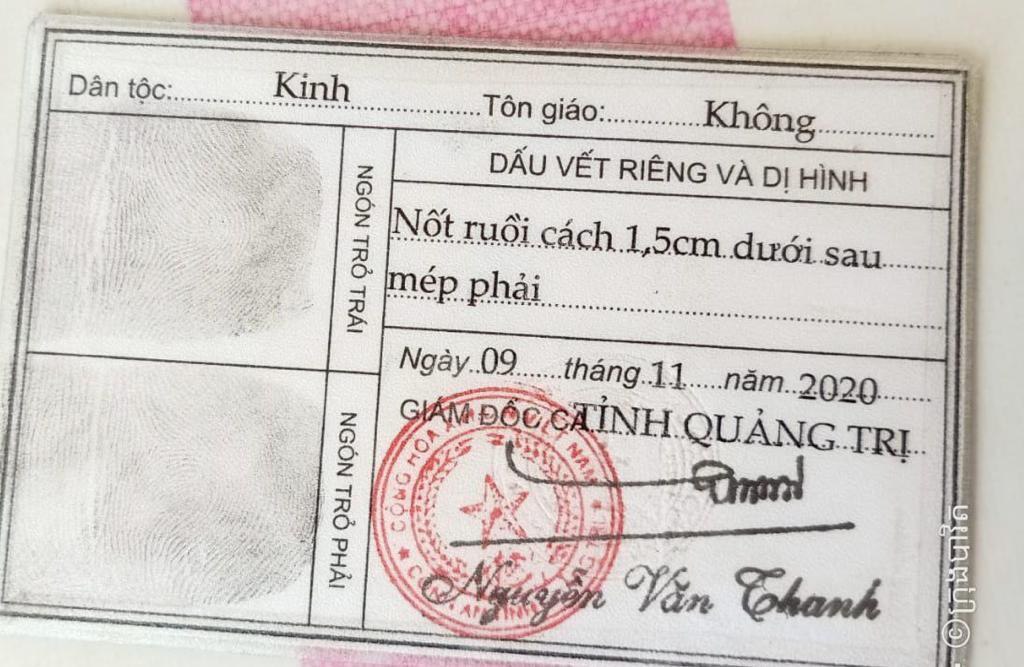 Dân tộc: Kinh Tôn giáo: Không
DẤU VẾT RIÊNG VÀ DỊ HÌNH
NGÓN TRỎ TRÁI
Nốt ruồi cách 1,5cm dưới sau
mép phải
NGÓN TRỎ PHẢI
Ngày 09 tháng 11 năm 2020
GIÁM ĐỐC CA TỈNH QUẢNG TRỊ
Nguyễn Văn Thanh